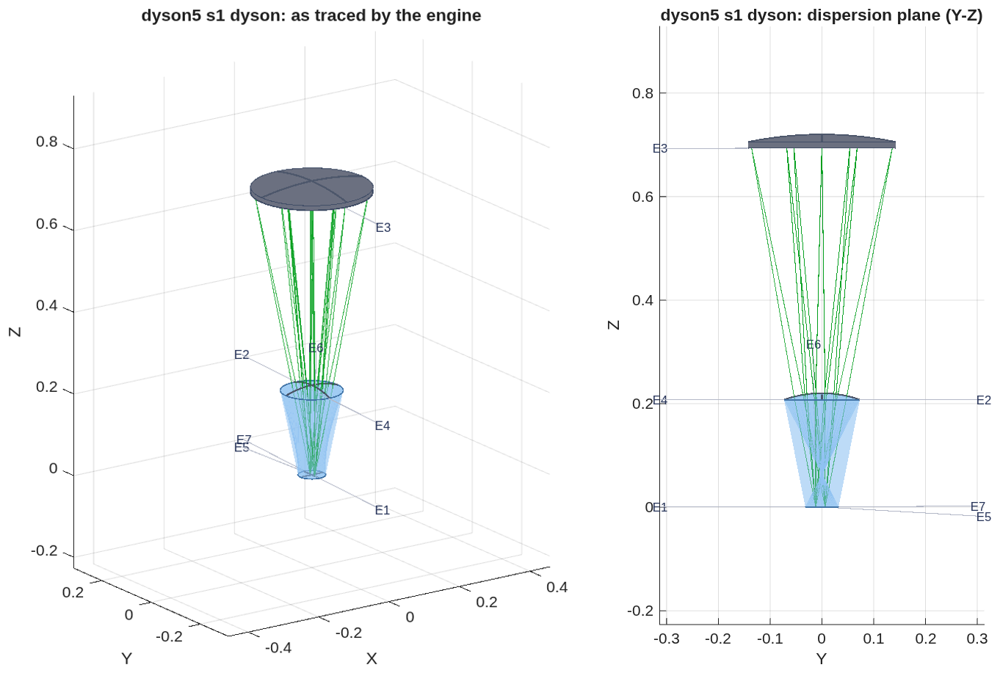 dyson5 s1 dyson: as traced by the engine
0.8
0.6
0.4
0.2
0
-0.2
Z
E3
E6
E2
E4
E7
E5
E1
0.2
0
-0.2
Y
-0.4
-0.2
0
0.2
0.4
X
dyson5 s1 dyson: dispersion plane (Y-Z)
0.8
0.6
0.4
0.2
0
-0.2
Z
E3
E6
E4
E2
E1
E7
E5
-0.3
-0.2
-0.1
0
0.1
0.2
0.3
Y